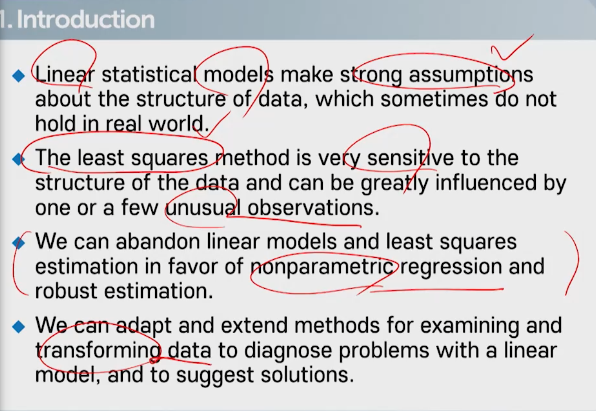 1. Introduction
Linear statistical models make strong assumptions
about the structure of data, which sometimes do not
hold in real world.
The least squares method is very sensitive to the
structure of the data and can be greatly influenced by
one or a few unusual observations.
We can abandon linear models and least squares
estimation in favor of nonparametric regression and
robust estimation.
We can adapt and extend methods for examining and
transforming data to diagnose problems with a linear
model, and to suggest solutions.